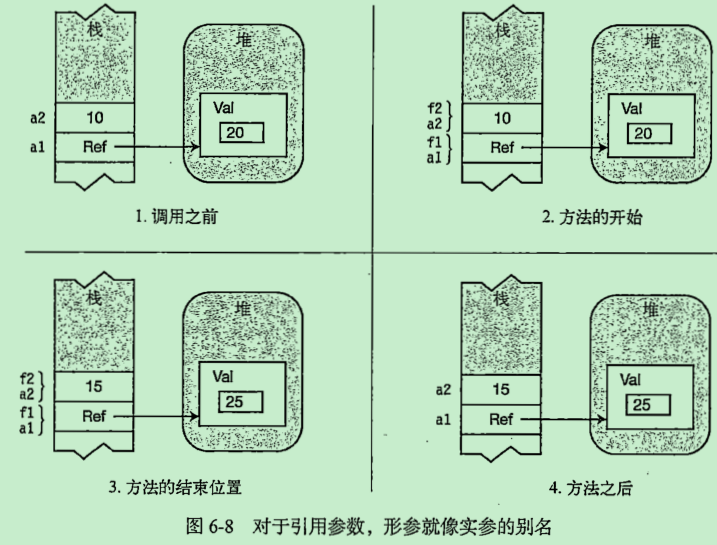 栈
堆
a2
10
Val
20
a1
Ref
1. 调用之前
栈
堆
f2
a2
10
Val
20
f1
a1
Ref
2. 方法的开始
栈
堆
f2
a2
15
Val
25
f1
a1
Ref
3. 方法的结束位置
栈
堆
a2
15
Val
25
a1
Ref
4. 方法之后
图 6-8 对于引用参数，形参就像实参的别名